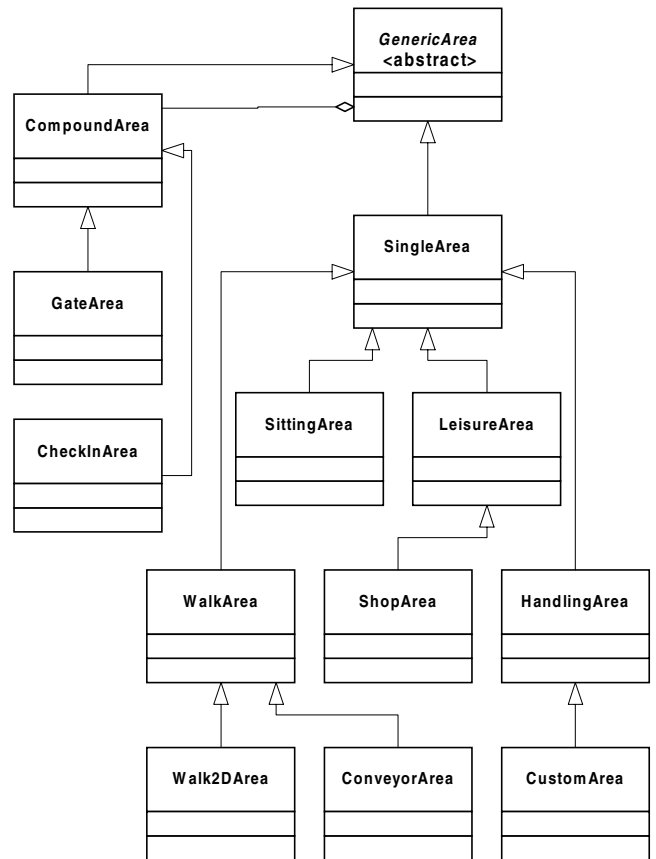 GenericArea
<abstract>
CompoundArea
SingleArea
GateArea
SittingArea
LeisureArea
CheckInArea
WalkArea
ShopArea
HandlingArea
Walk2DArea
ConveyorArea
CustomArea